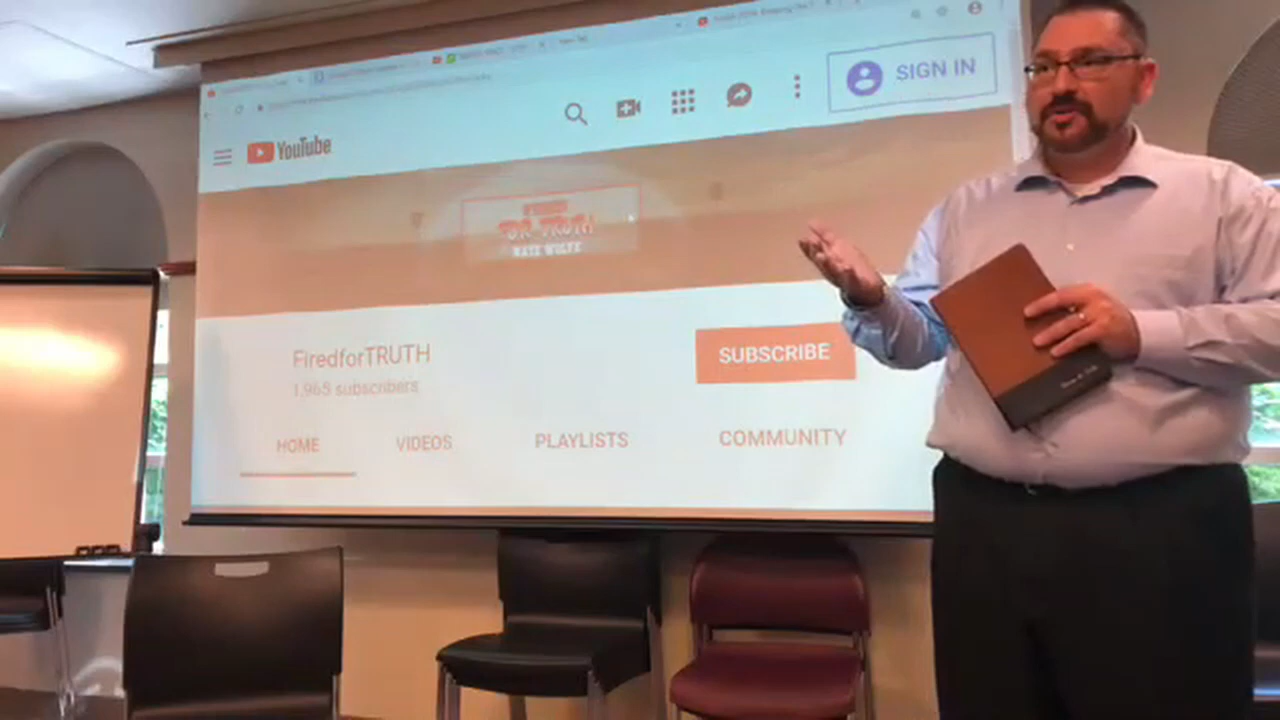 YouTube
SIGN IN
FIRED
FOR-TRUTH
NATE WOLFE
FiredforTRUTH
1,965 subscribers
SUBSCRIBE
HOME VIDEOS PLAYLISTS COMMUNITY